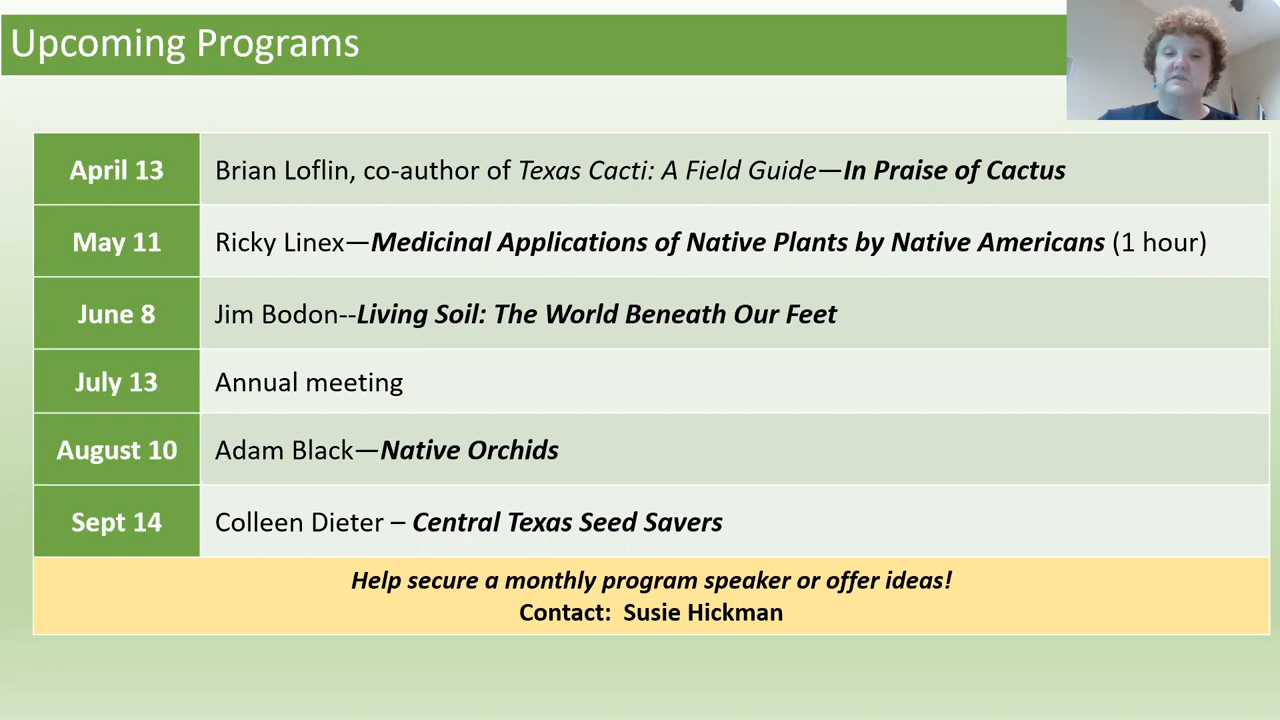 Upcoming Programs
April 13
Brian Loflin, co-author of Texas Cacti: A Field Guide—In Praise of Cactus
May 11
Ricky Linex—Medicinal Applications of Native Plants by Native Americans (1 hour)
June 8
Jim Bodon--Living Soil: The World Beneath Our Feet
July 13
Annual meeting
August 10
Adam Black—Native Orchids
Sept 14
Colleen Dieter – Central Texas Seed Savers
Help secure a monthly program speaker or offer ideas!
Contact:  Susie Hickman